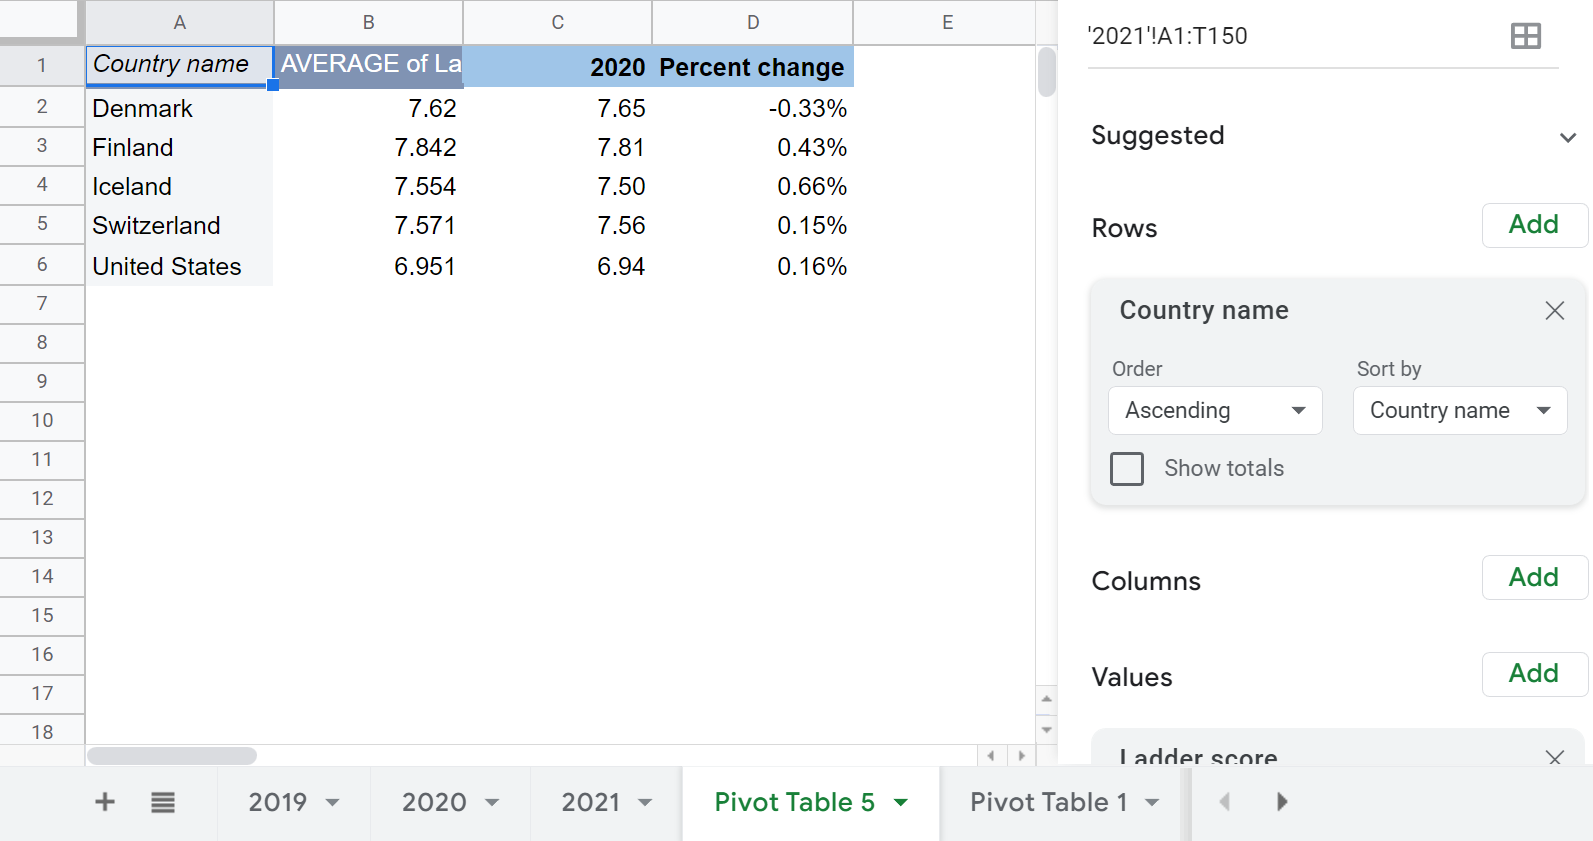 A B C D E
1 Country name AVERAGE of La 2020 Percent change
2 Denmark 7.62 7.65 -0.33%
3 Finland 7.842 7.81 0.43%
4 Iceland 7.554 7.50 0.66%
5 Switzerland 7.571 7.56 0.15%
6 United States 6.951 6.94 0.16%
7
8
9
10
11
12
13
14
15
16
17
18
'2021'!A1:T150
Suggested
Rows Add
Country name
Order Sort by
Ascending Country name
Show totals
Columns Add
Values Add
Ladder score
2019 2020 2021 Pivot Table 5 Pivot Table 1